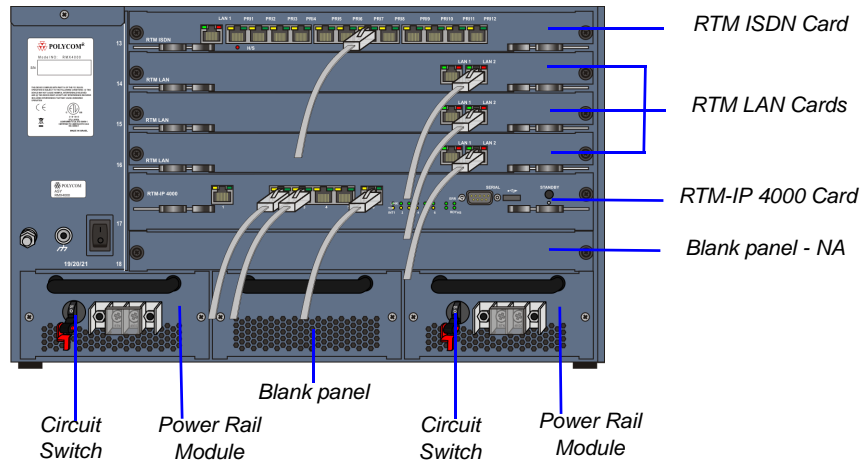 LAN 1 PRI1 PRI2 PRI3 PRI4 PRI5 PRI6 PRI7 PRI8 PRI9 PRI10 PRI11 PRI12
RTM ISDN Card
POLYCOM®
13
RTM ISDN
H/S
LAN 1 LAN 2
14
RTM LAN
RTM LAN Cards
LAN 1 LAN 2
15
RTM LAN
LAN 1 LAN 2
16
RTM LAN
POLYCOM
RTM-IP 4000
SERIAL
STANDBY
RTM-IP 4000 Card
17
Blank panel - NA
19/20/21
18
Blank panel
Circuit
Switch
Power Rail
Module
Circuit
Switch
Power Rail
Module